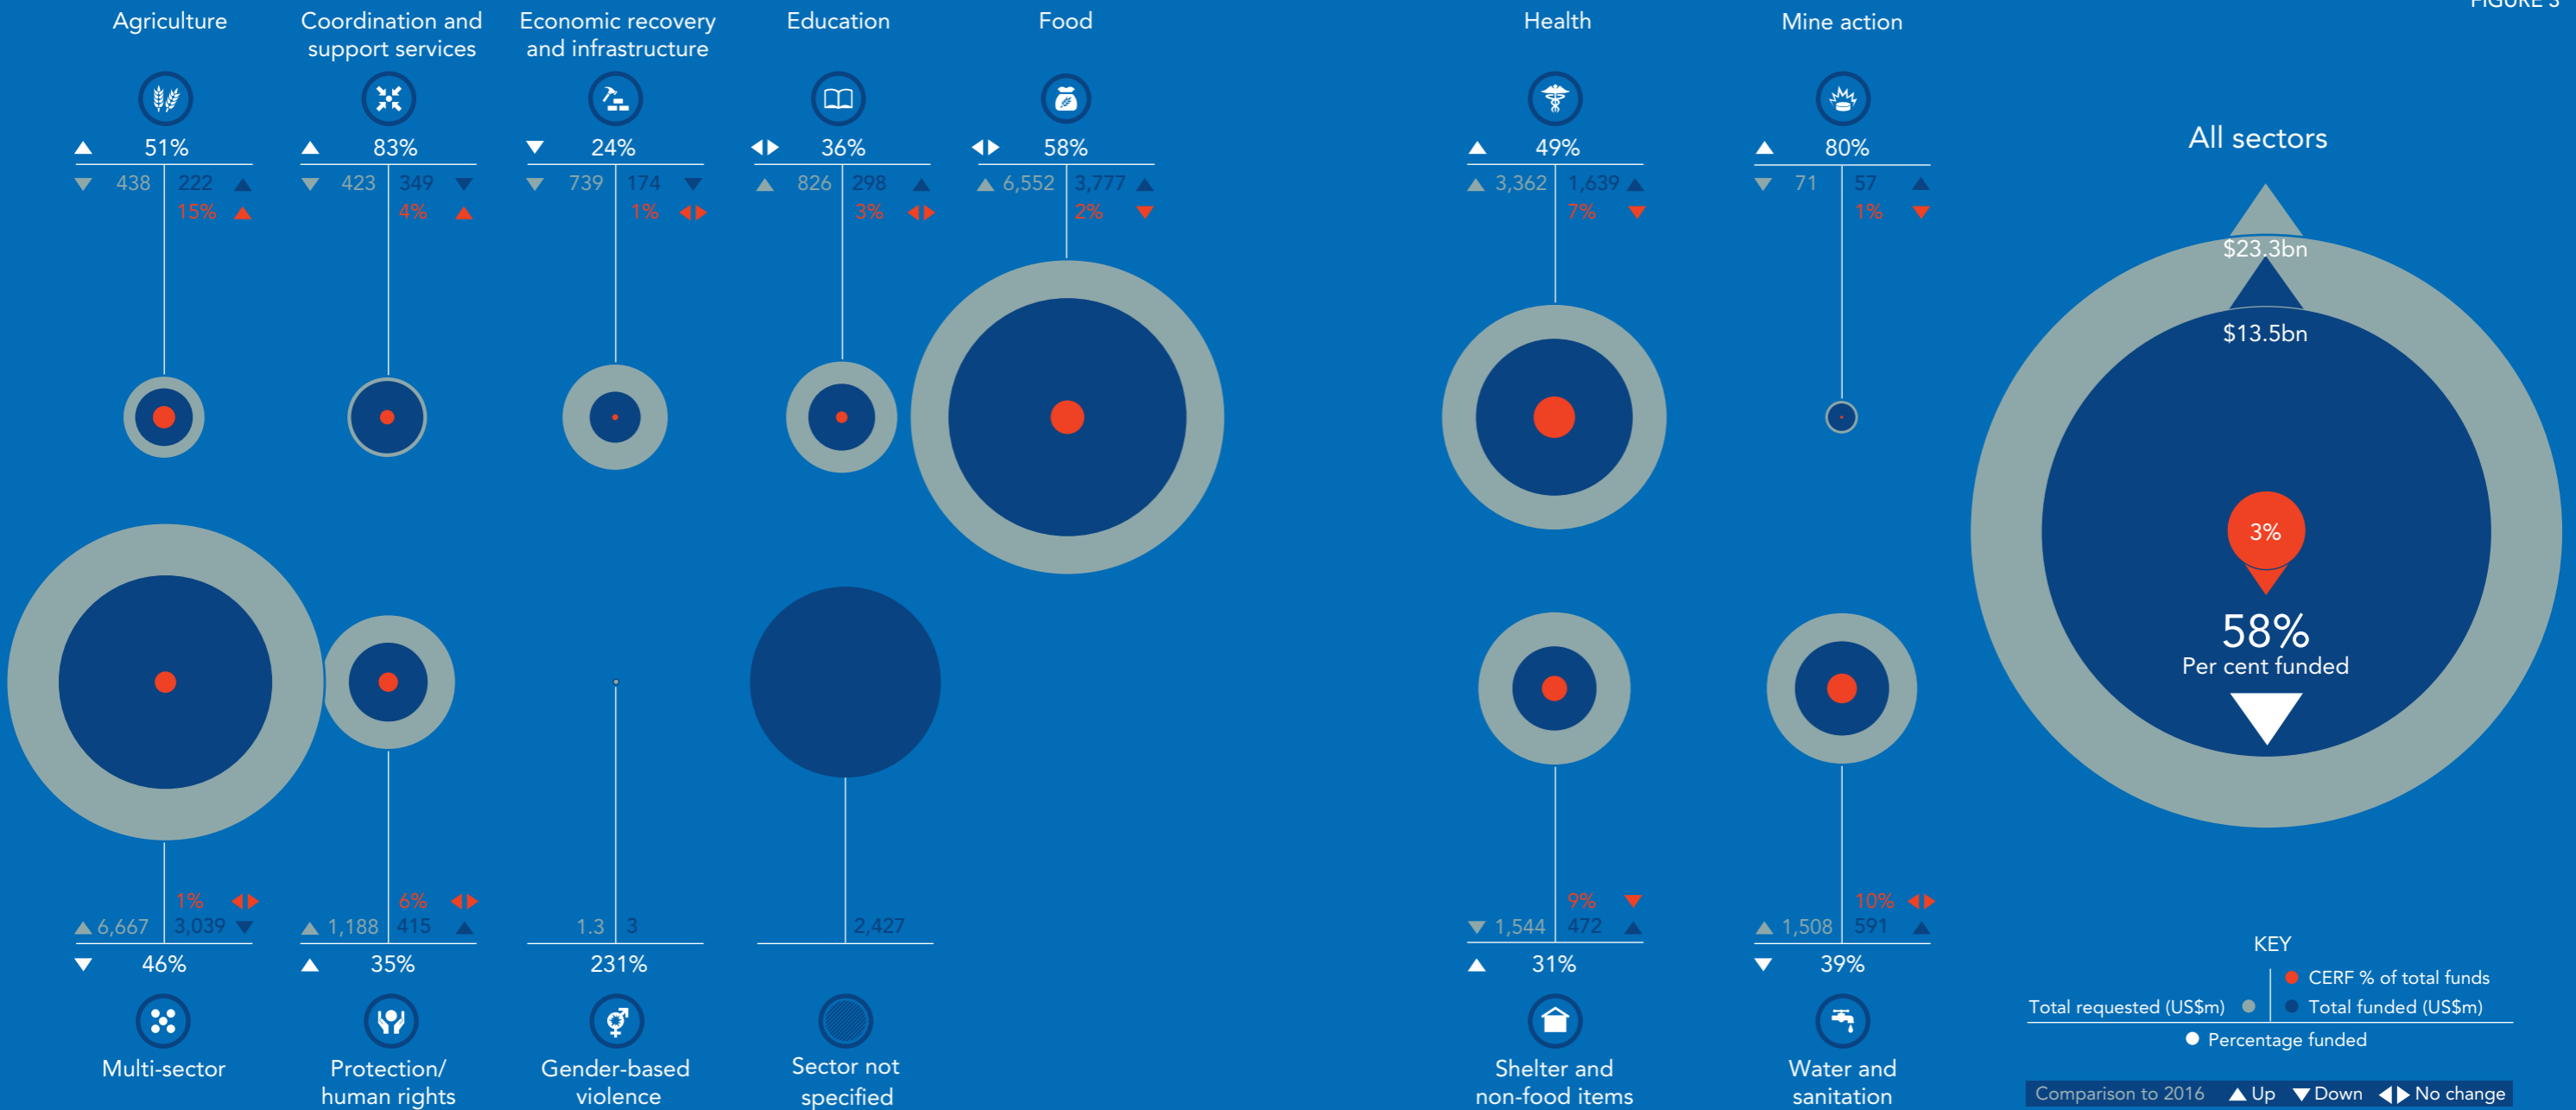 FIGURE 3
Agriculture
Coordination and
support services
Economic recovery
and infrastructure
Education
Food
Health
Mine action
51%
438 222
15%
83%
423 349
4%
24%
739 174
1%
36%
826 298
3%
58%
6,552 3,777
2%
49%
3,362 1,639
7%
80%
71 57
1%
All sectors
$23.3bn
$13.5bn
3%
58%
Per cent funded
1%
6,667 3,039
46%
Multi-sector
6%
1,188 415
35%
Protection/
human rights
1.3 3
231%
Gender-based
violence
2,427
Sector not
specified
9%
1,544 472
31%
Shelter and
non-food items
10%
1,508 591
39%
Water and
sanitation
KEY
CERF % of total funds
Total requested (US$m) Total funded (US$m)
Percentage funded
Comparison to 2016 Up Down No change